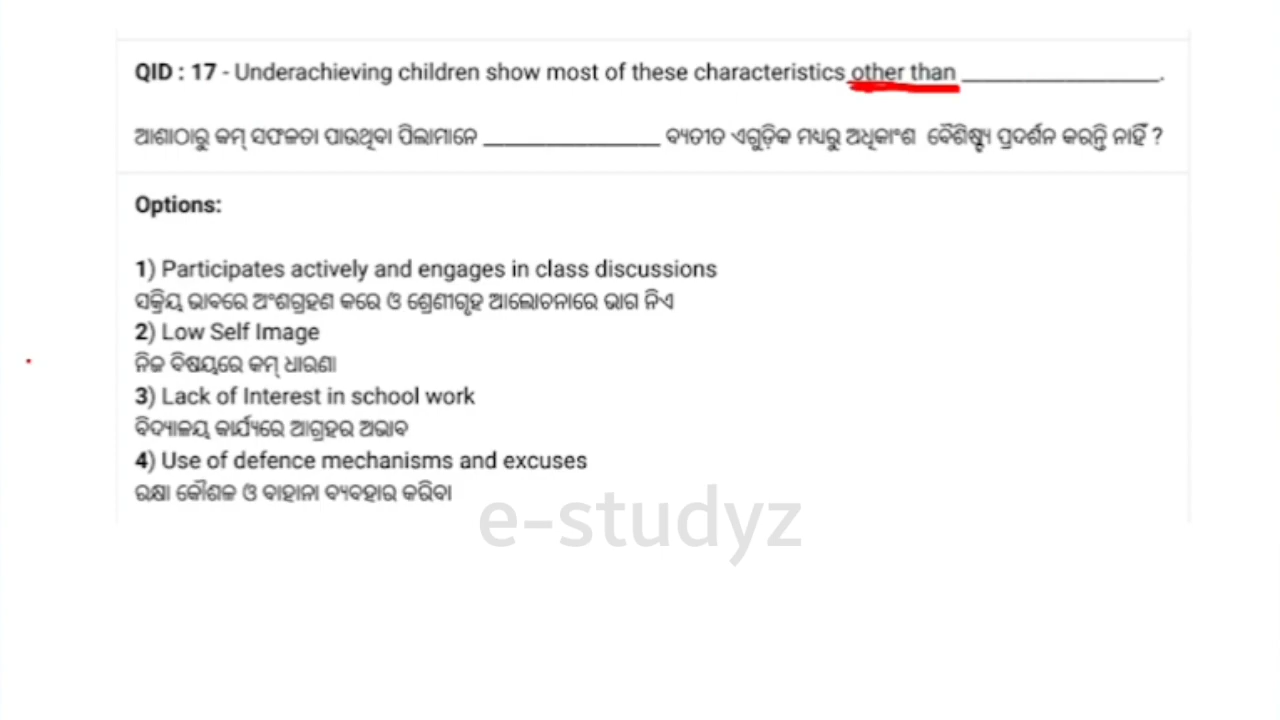 QID : 17 - Underachieving children show most of these characteristics other than _________________.
ଆଶାଠାରୁ କମ୍ ସଫଳତା ପାଉଥିବା ପିଲାମାନେ _______________ ବ୍ୟତୀତ ଏଗୁଡ଼ିକ ମଧ୍ୟରୁ ଅଧିକାଂଶ ବୈଶିଷ୍ଟ୍ୟ ପ୍ରଦର୍ଶନ କରନ୍ତି ନାହିଁ ?
Options:
1) Participates actively and engages in class discussions
ସକ୍ରିୟ ଭାବରେ ଅଂଶଗ୍ରହଣ କରେ ଓ ଶ୍ରେଣୀଗୃହ ଆଲୋଚନାରେ ଭାଗ ନିଏ
2) Low Self Image
ନିଜ ବିଷୟରେ କମ୍ ଧାରଣା
3) Lack of Interest in school work
ବିଦ୍ୟାଳୟ କାର୍ଯ୍ୟରେ ଆଗ୍ରହର ଅଭାବ
4) Use of defence mechanisms and excuses
ରକ୍ଷା କୌଶଳ ଓ ବାହାନା ବ୍ୟବହାର କରିବା
e-studyz